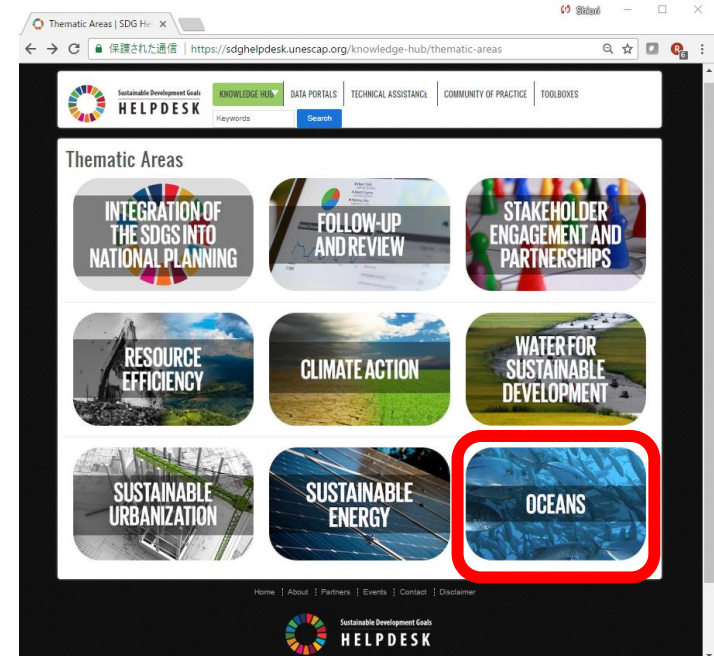 Shiori
Thematic Areas | SDG Hel
保護された通信 | https://sdghelpdesk.unescap.org/knowledge-hub/thematic-areas
6
Sustainable Development Goals
HELPDESK
KNOWLEDGE HUB DATA PORTALS TECHNICAL ASSISTANCE COMMUNITY OF PRACTICE TOOLBOXES
Keywords Search
Thematic Areas
INTEGRATION OF
THE SDGS INTO
NATIONAL PLANNING
FOLLOW-UP
AND REVIEW
STAKEHOLDER
ENGAGEMENT AND
PARTNERSHIPS
RESOURCE
EFFICIENCY
CLIMATE ACTION
WATER FOR
SUSTAINABLE
DEVELOPMENT
SUSTAINABLE
URBANIZATION
SUSTAINABLE
ENERGY
OCEANS
Home | About | Partners | Events | Contact | Disclaimer
Sustainable Development Goals
HELPDESK